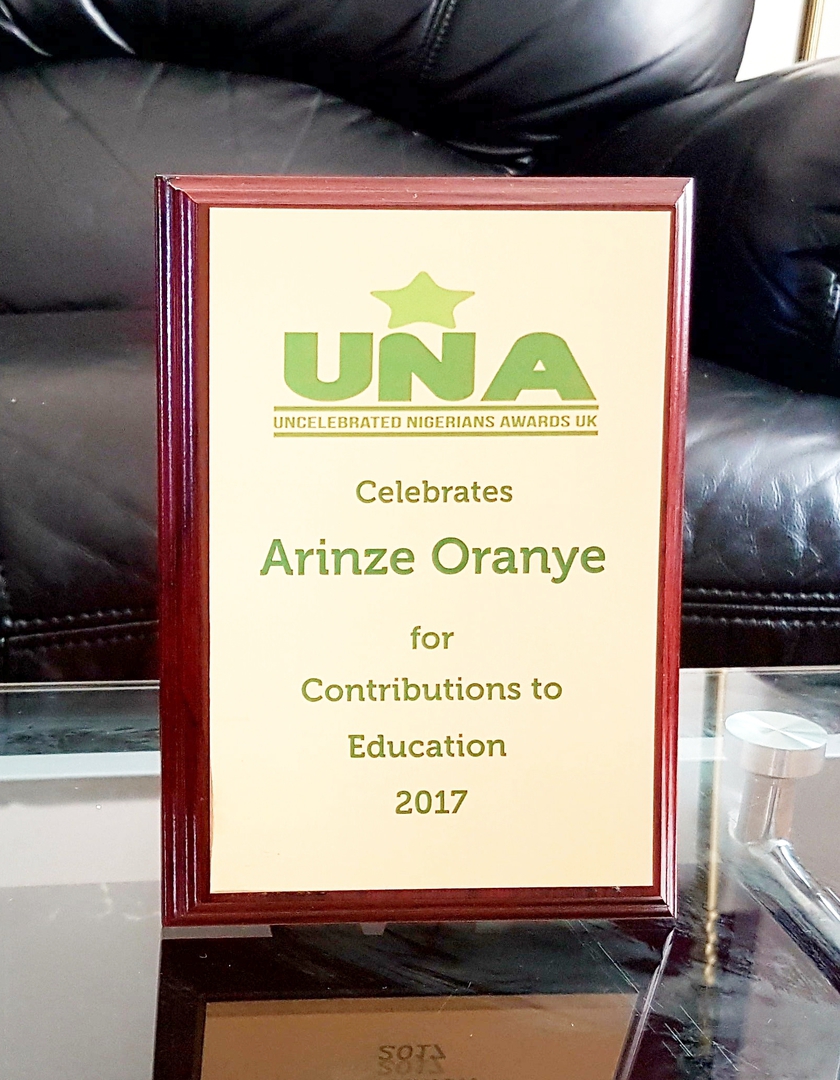 UNA
UNCELEBRATED NIGERIANS AWARDS UK
Celebrates
Arinze Oranye
for
Contributions to
Education
2017